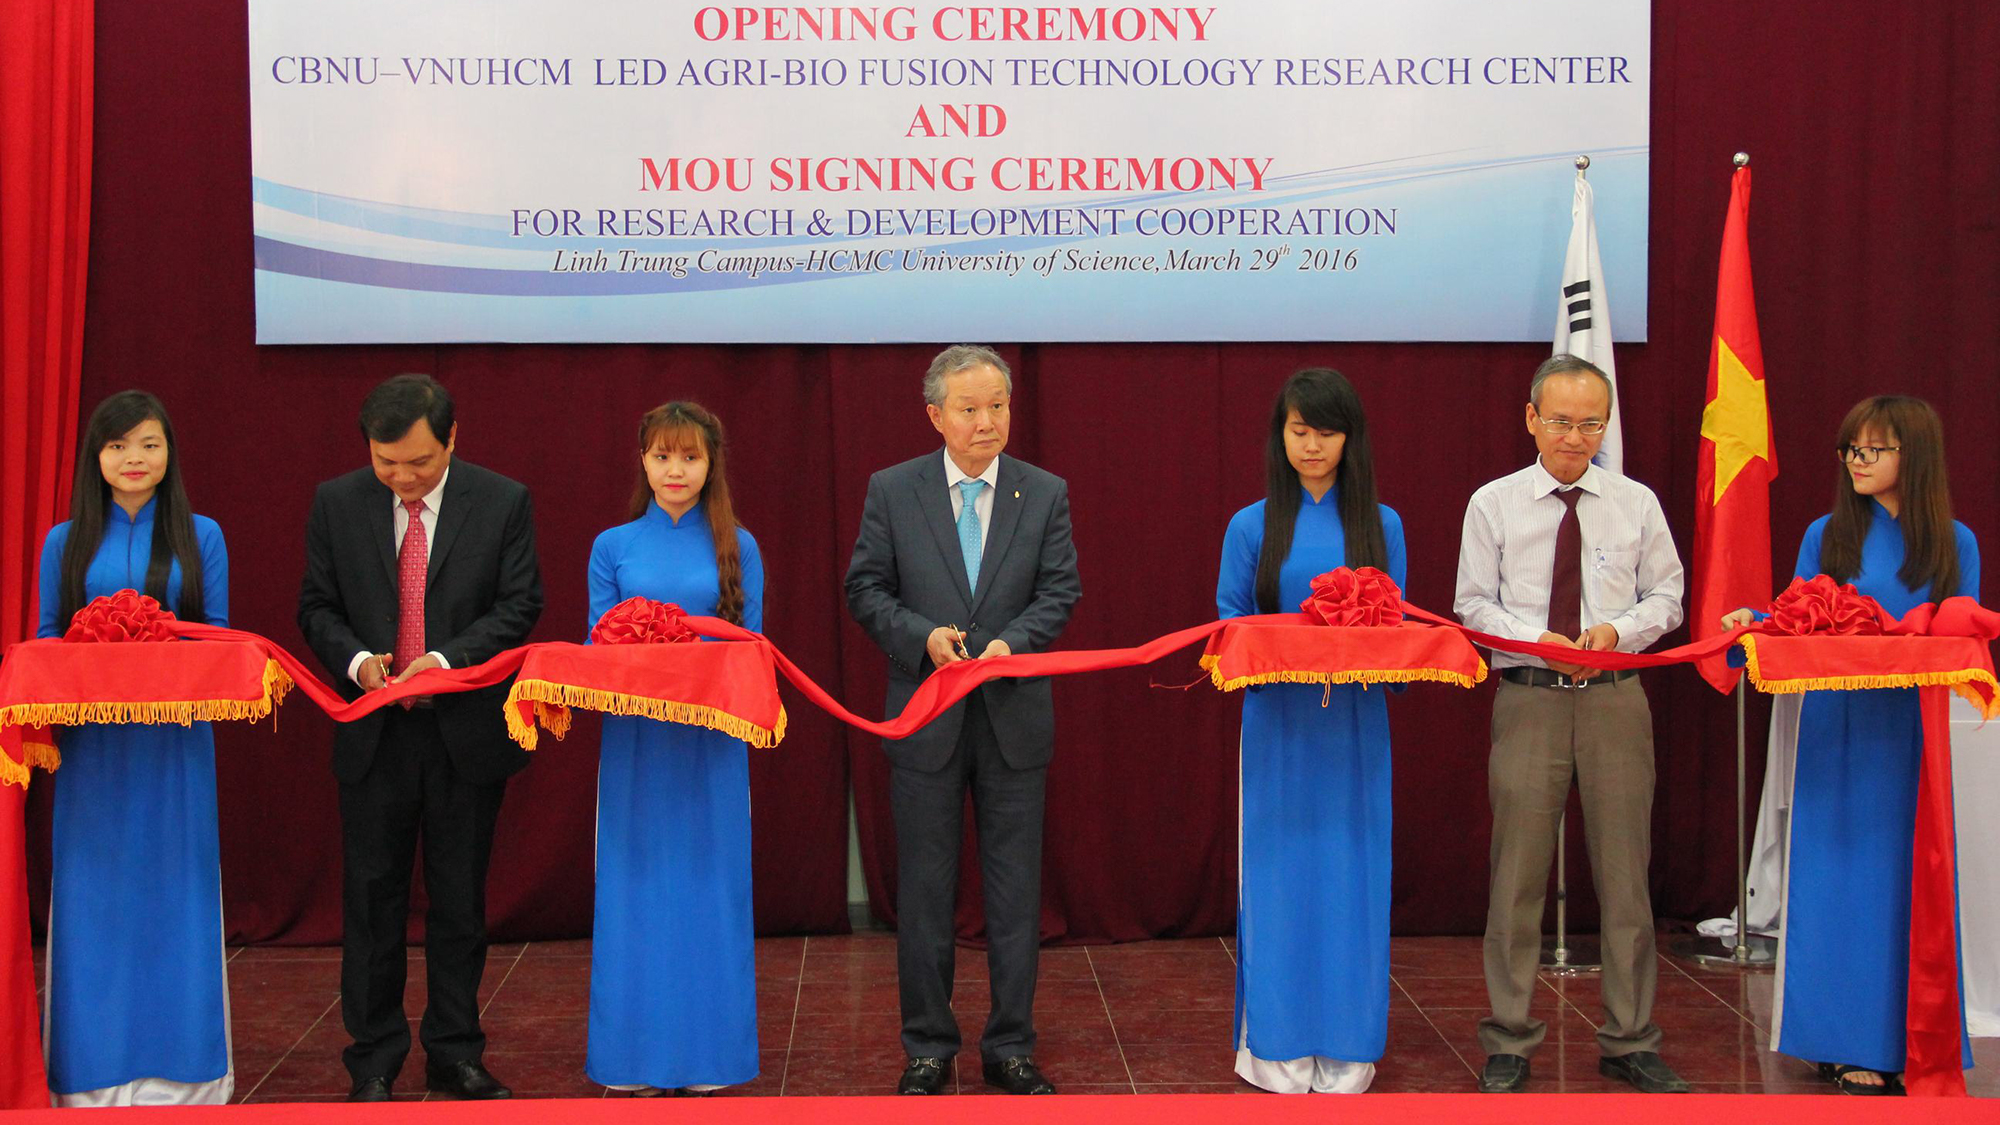 OPENING CEREMONY
CBNU–VNUHCM LED AGRI-BIO FUSION TECHNOLOGY RESEARCH CENTER
AND
MOU SIGNING CEREMONY
FOR RESEARCH & DEVELOPMENT COOPERATION
Linh Trung Campus-HCMC University of Science, March 29th 2016